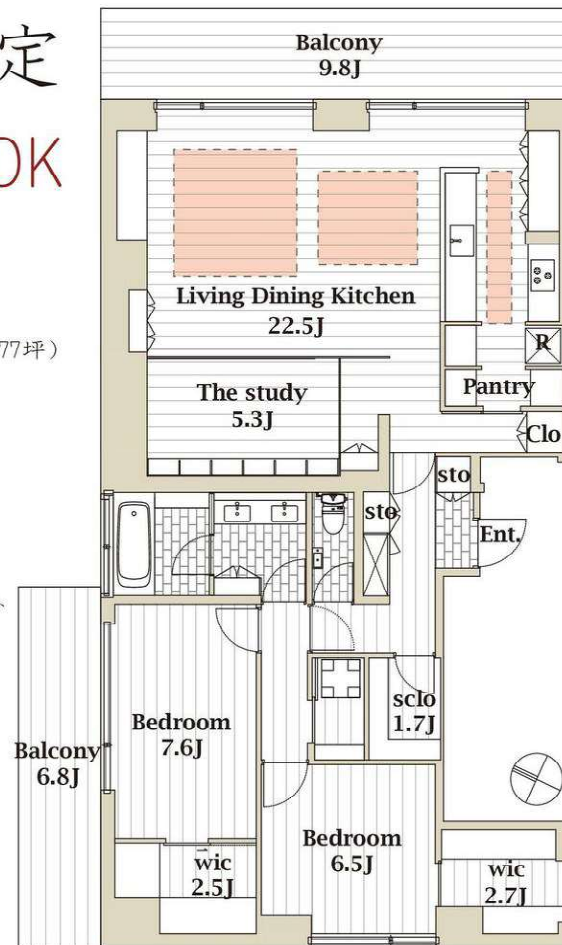 定
OK
77坪）
Balcony
9.8J
Living Dining Kitchen
22.5J
R
Pantry
The study
5.3J
Clo
sto
sto
Ent.
sclo
1.7J
Bedroom
7.6J
Balcony
6.8J
Bedroom
6.5J
wic
2.5J
wic
2.7J